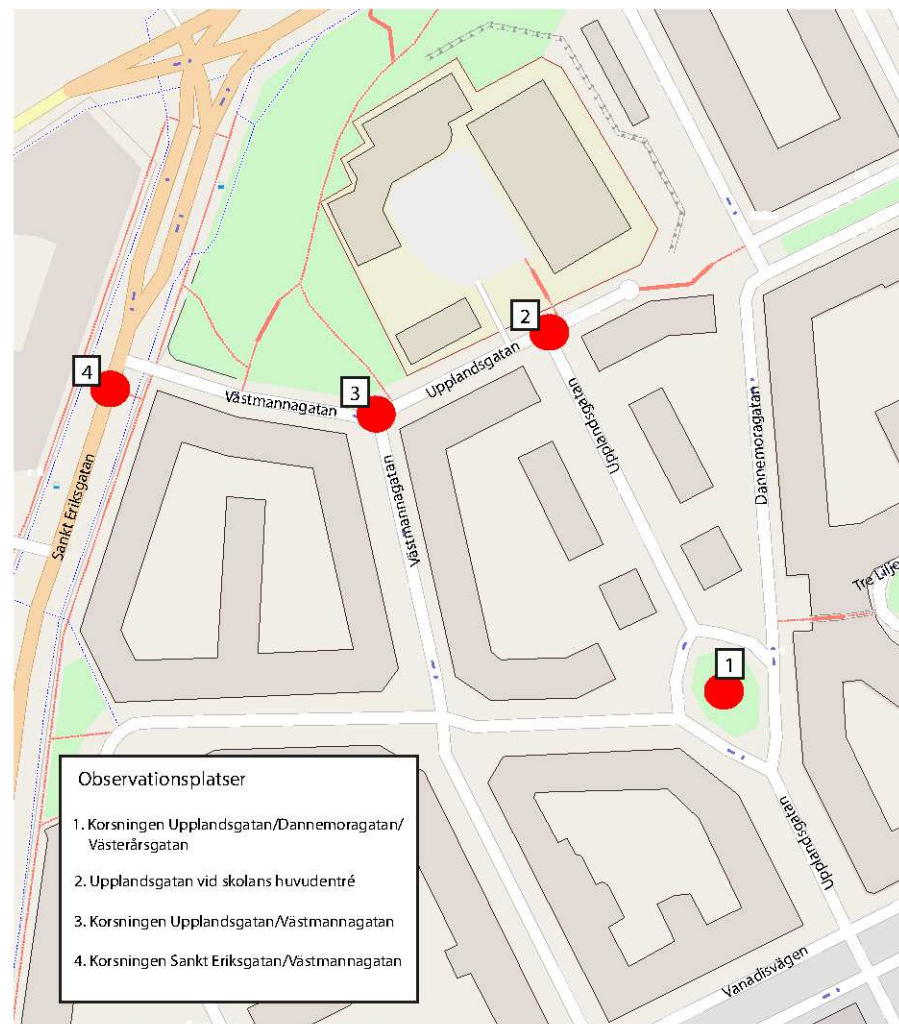 2
Upplandsgatan
4
3
Västmannagatan
Dannemoragatan
Upplandsgatan
Sankt Eriksgatan
Västmannagatan
Tre Lilje
1
Observationsplatser
1. Korsningen Upplandsgatan/Dannemoragatan/
Västerårsgatan
2. Upplandsgatan vid skolans huvudentré
3. Korsningen Upplandsgatan/Västmannagatan
4. Korsningen Sankt Eriksgatan/Västmannagatan
Upplandsgatan
Vanadisvägen